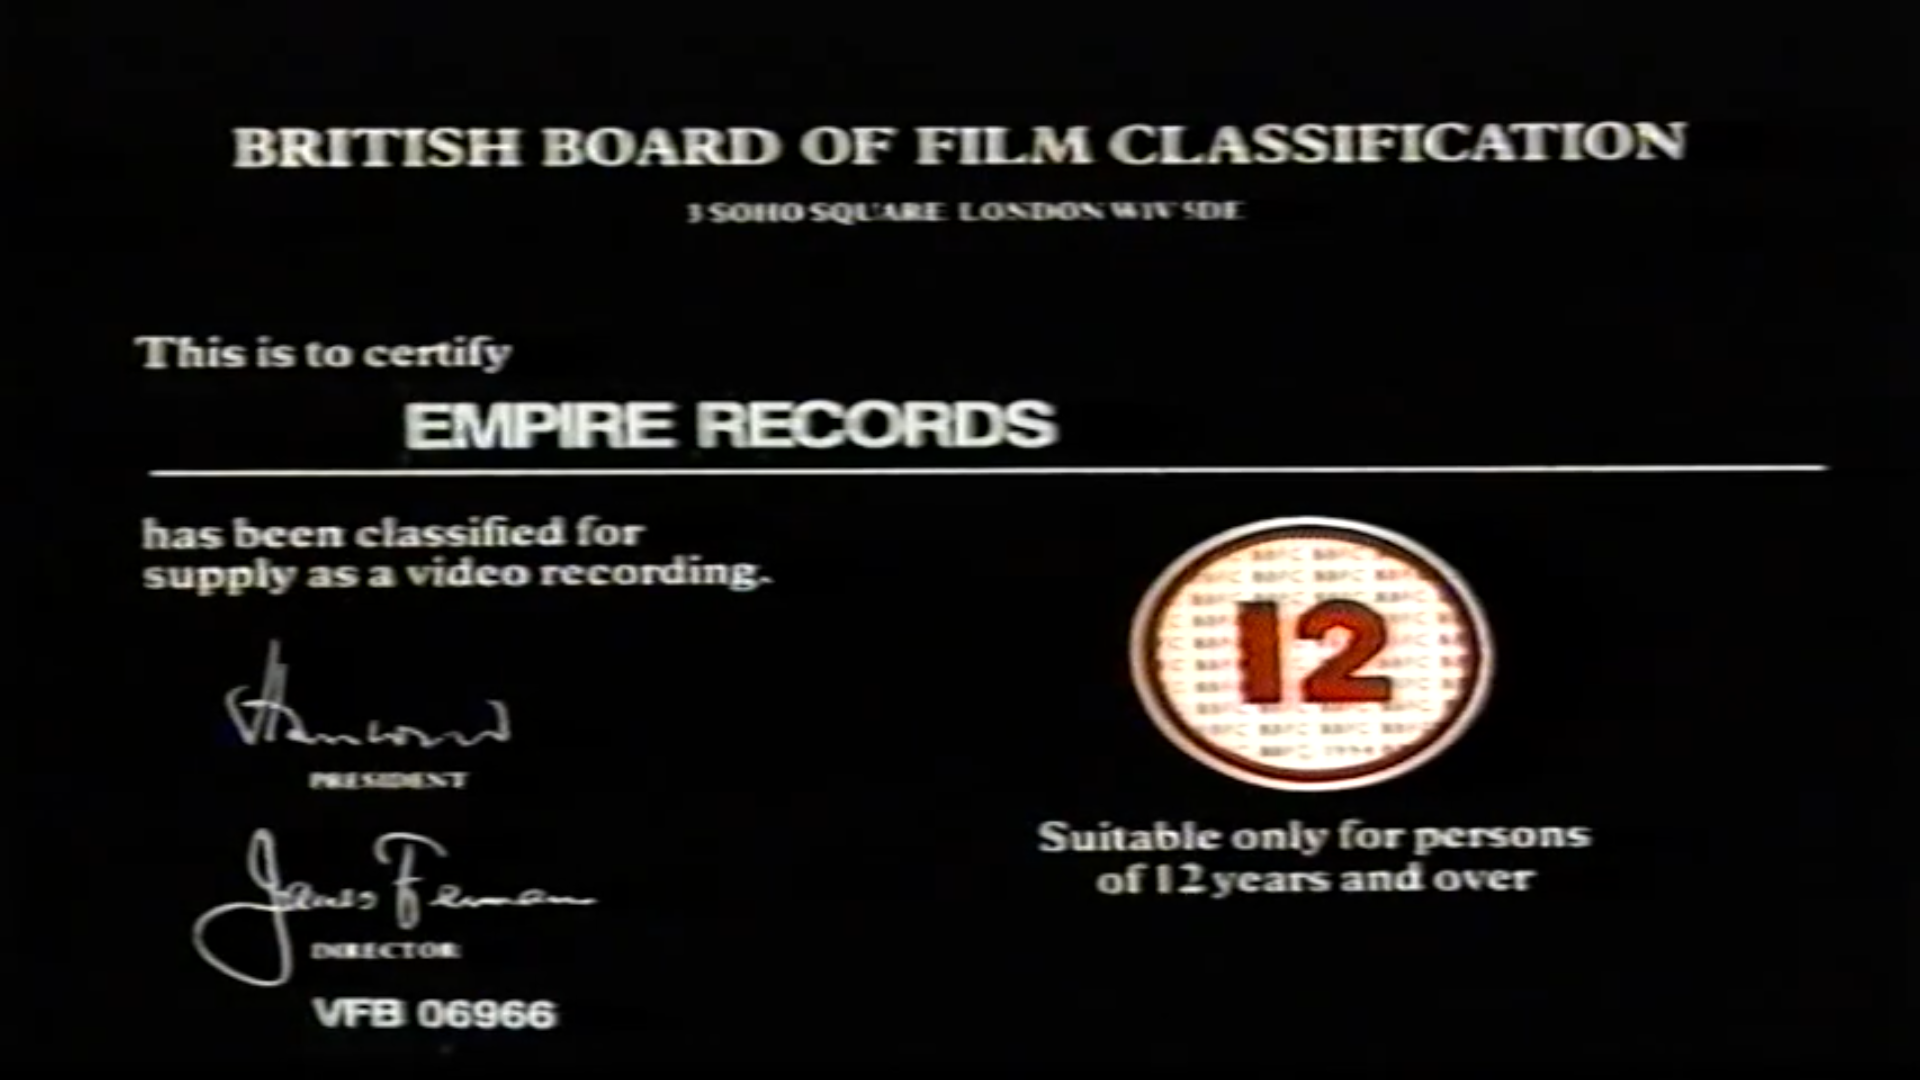 BRITISH BOARD OF FILM CLASSIFICATION
3 SOHO SQUARE LONDON W1V 5DE
This is to certify
EMPIRE RECORDS
has been classified for
supply as a video recording.
PRESIDENT
12
James Ferman
DIRECTOR
Suitable only for persons
of 12 years and over
VFB 06966